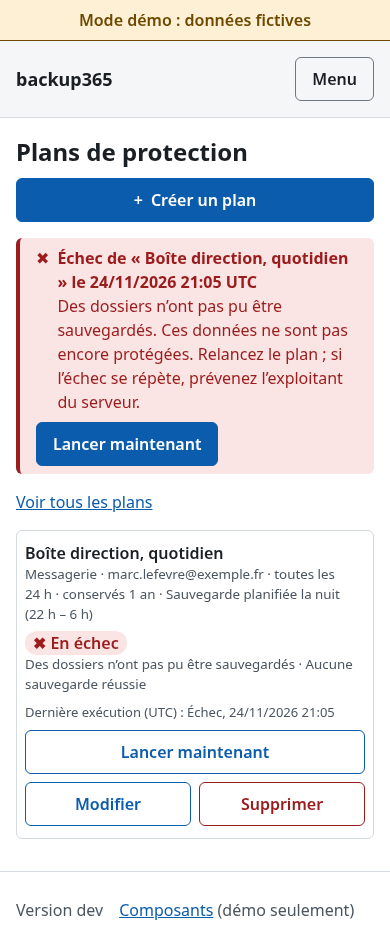 Mode démo : données fictives
backup365
Menu
Plans de protection
+ Créer un plan
✖ Échec de « Boîte direction, quotidien
» le 24/11/2026 21:05 UTC
Des dossiers n’ont pas pu être
sauvegardés. Ces données ne sont pas
encore protégées. Relancez le plan ; si
l’échec se répète, prévenez l’exploitant
du serveur.
Lancer maintenant
Voir tous les plans
Boîte direction, quotidien
Messagerie · marc.lefevre@exemple.fr · toutes les
24 h · conservés 1 an · Sauvegarde planifiée la nuit
(22 h – 6 h)
✖ En échec
Des dossiers n’ont pas pu être sauvegardés · Aucune
sauvegarde réussie
Dernière exécution (UTC) : Échec, 24/11/2026 21:05
Lancer maintenant
Modifier
Supprimer
Version dev Composants (démo seulement)